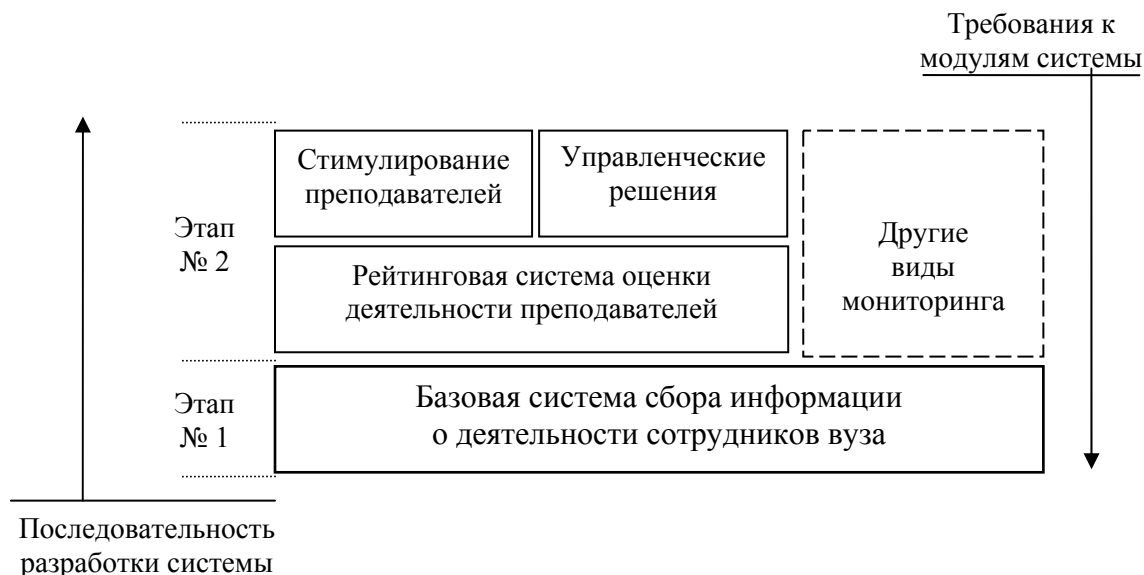 Требования к
модулям системы
Стимулирование
преподавателей
Управленческие
решения
Этап
№ 2
Другие
виды
мониторинга
Рейтинговая система оценки
деятельности преподавателей
Этап
№ 1
Базовая система сбора информации
о деятельности сотрудников вуза
Последовательность
разработки системы